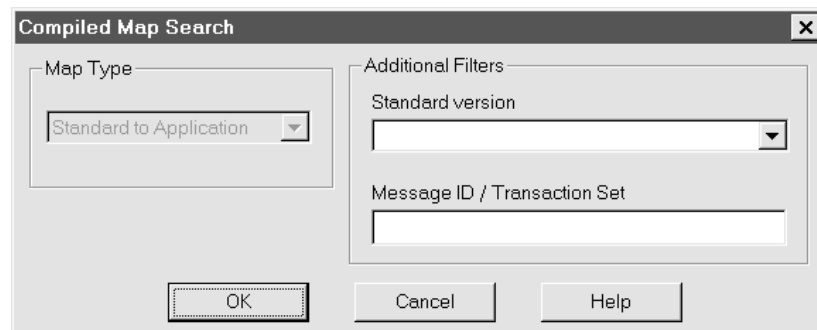 Compiled Map Search
Map Type
Standard to Application
Additional Filters
Standard version
Message ID / Transaction Set
OK
Cancel
Help